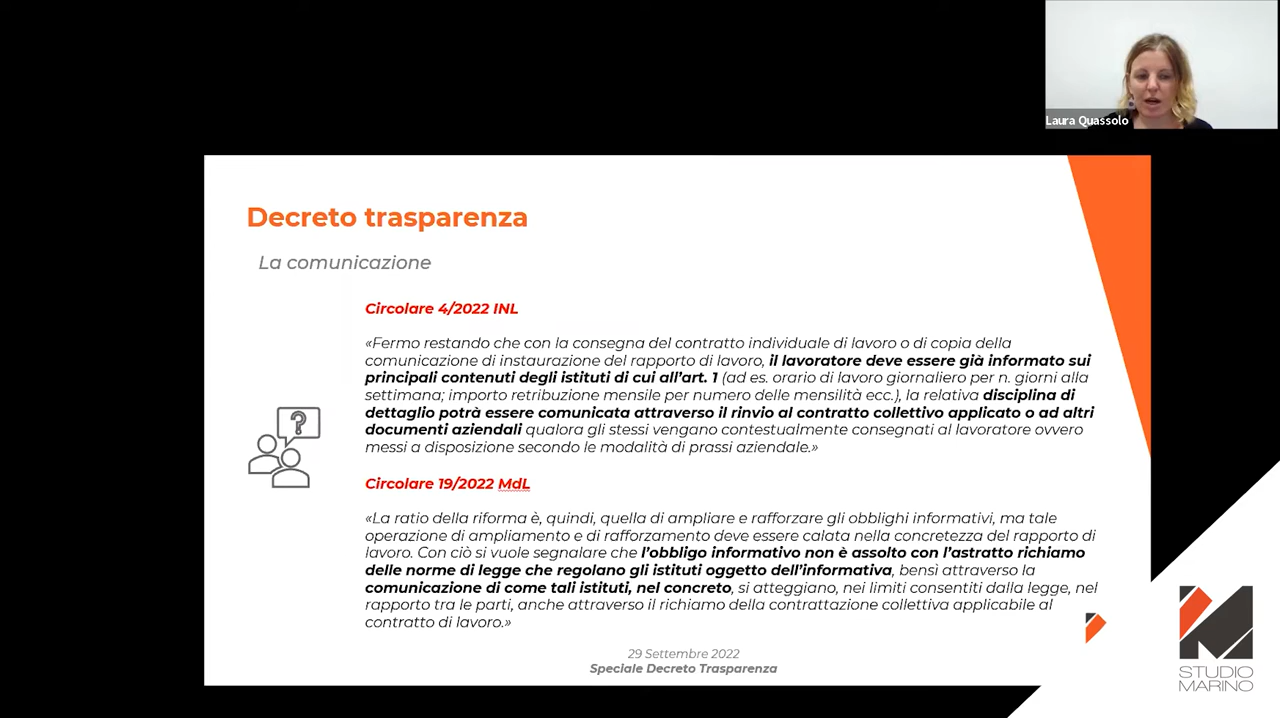 Laura Quassolo
Decreto trasparenza
La comunicazione
Circolare 4/2022 INL
«Fermo restando che con la consegna del contratto individuale di lavoro o di copia della
comunicazione di instaurazione del rapporto di lavoro, il lavoratore deve essere già informato sui
principali contenuti degli istituti di cui all'art. 1 (ad es. orario di lavoro giornaliero per n. giorni alla
settimana; importo retribuzione mensile per numero delle mensilità ecc.), la relativa disciplina di
dettaglio potrà essere comunicata attraverso il rinvio al contratto collettivo applicato o ad altri
documenti aziendali qualora gli stessi vengano contestualmente consegnati al lavoratore ovvero
messi a disposizione secondo le modalità di prassi aziendale.»
Circolare 19/2022 MdL
«La ratio della riforma è, quindi, quella di ampliare e rafforzare gli obblighi informativi, ma tale
operazione di ampliamento e di rafforzamento deve essere calata nella concretezza del rapporto di
lavoro. Con ciò si vuole segnalare che l'obbligo informativo non è assolto con l'astratto richiamo
delle norme di legge che regolano gli istituti oggetto dell'informativa, bensì attraverso la
comunicazione di come tali istituti, nel concreto, si atteggiano, nei limiti consentiti dalla legge, nel
rapporto tra le parti, anche attraverso il richiamo della contrattazione collettiva applicabile al
contratto di lavoro.»
29 Settembre 2022
Speciale Decreto Trasparenza
STUDIO
MARINO